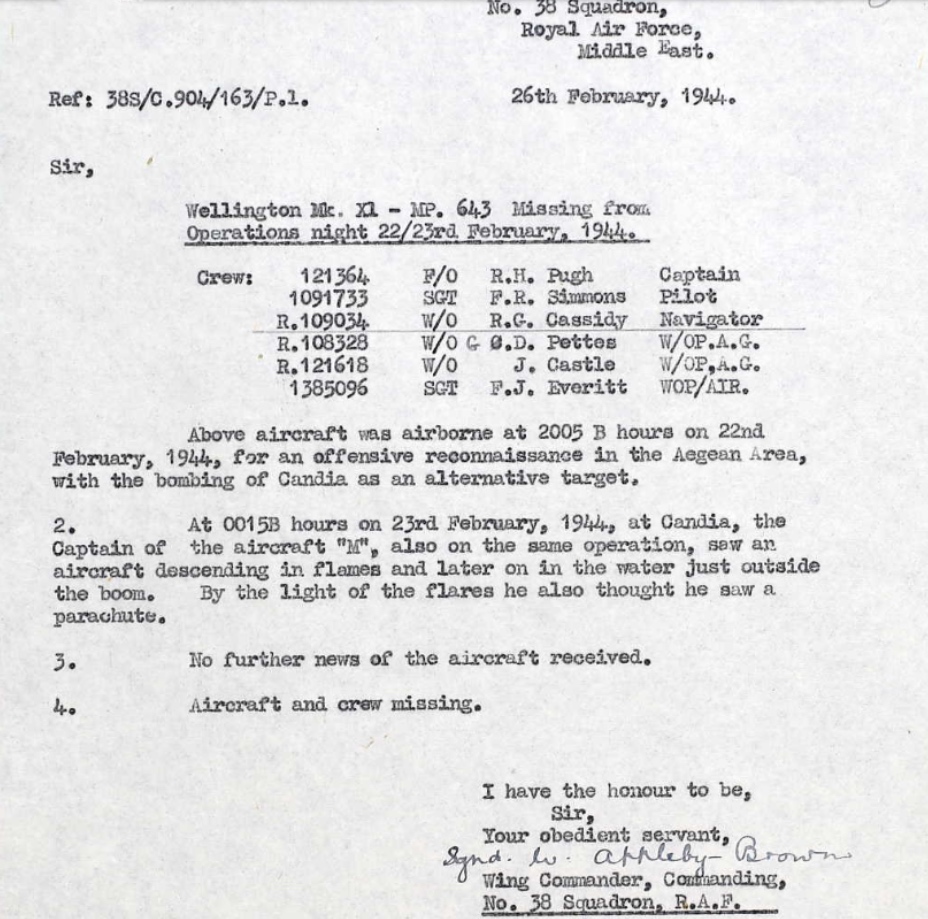 No. 38 Squadron,
Royal Air Force,
Middle East.
Ref: 38S/C.904/163/P.1.    26th February, 1944.
Sir,
Wellington Mk. X1 - MP. 643 Missing from
Operations night 22/23rd February, 1944.
Crew: 121364 F/O R.H. Pugh Captain
1091733 SGT F.R. Simmons Pilot
R.109034 W/O R.G. Cassidy Navigator
R.108328 W/O G Ø.D. Pettes W/OP.A.G.
R.121618 W/O J. Castle W/OP,A.G.
1385096 SGT F.J. Everitt WOP/AIR.
Above aircraft was airborne at 2005 B hours on 22nd
February, 1944, for an offensive reconnaissance in the Aegean Area,
with the bombing of Candia as an alternative target.
2. At 0015B hours on 23rd February, 1944, at Candia, the
Captain of the aircraft "M", also on the same operation, saw an
aircraft descending in flames and later on in the water just outside
the boom. By the light of the flares he also thought he saw a
parachute.
3. No further news of the aircraft received.
4. Aircraft and crew missing.
I have the honour to be,
Sir,
Your obedient servant,
Sgnd. W. Appleby-Brown
Wing Commander, Commanding,
No. 38 Squadron, R.A.F.